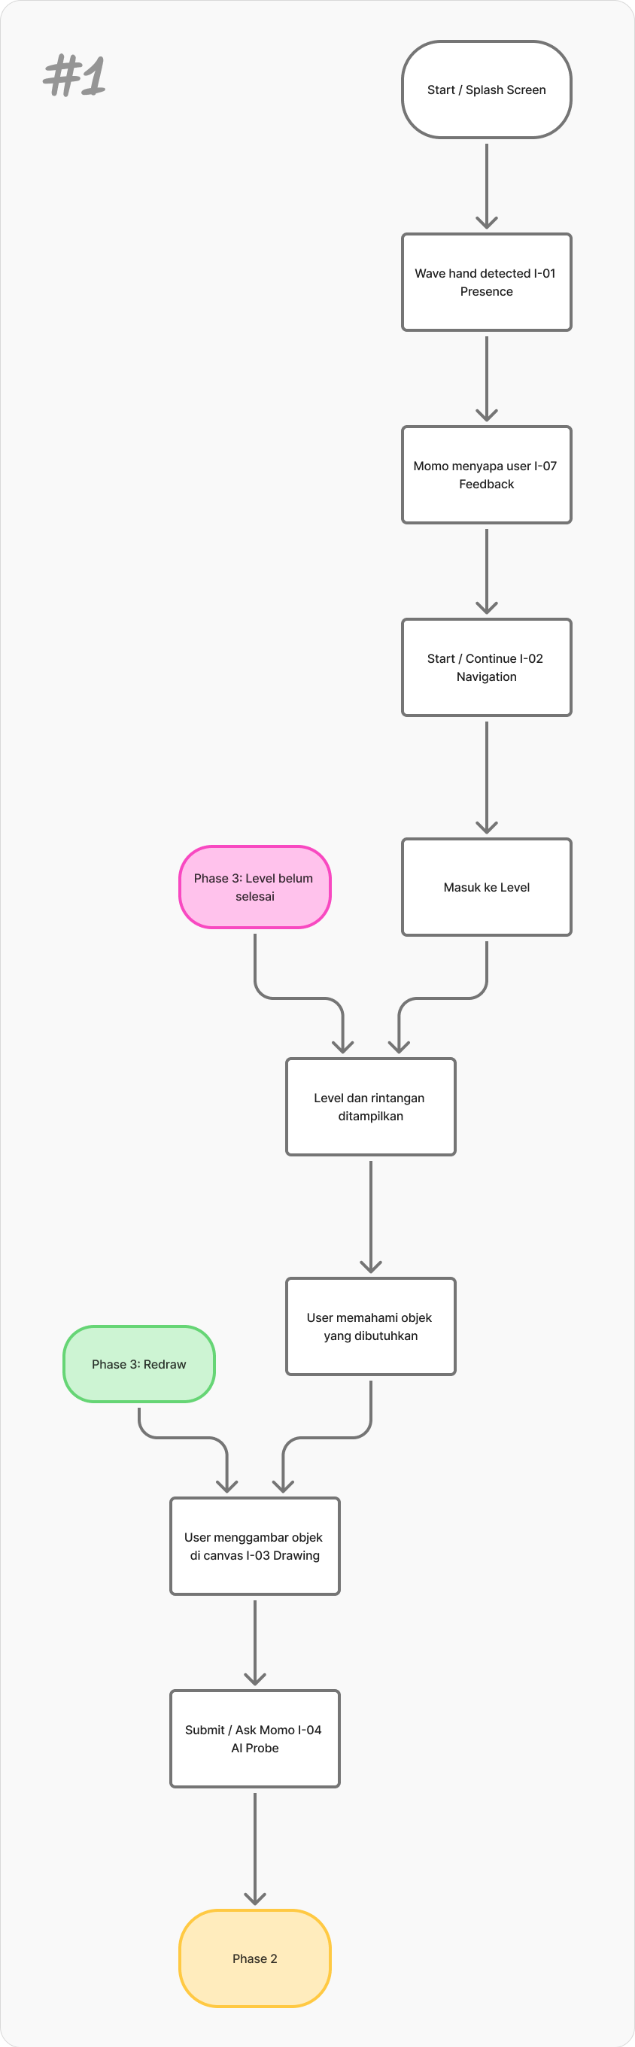 #1
Start / Splash Screen
Wave hand detected I-01
Presence
Momo menyapa user I-07
Feedback
Start / Continue I-02
Navigation
Phase 3: Level belum
selesai
Masuk ke Level
Level dan rintangan
ditampilkan
User memahami objek
yang dibutuhkan
Phase 3: Redraw
User menggambar objek
di canvas I-03 Drawing
Submit / Ask Momo I-04
AI Probe
Phase 2